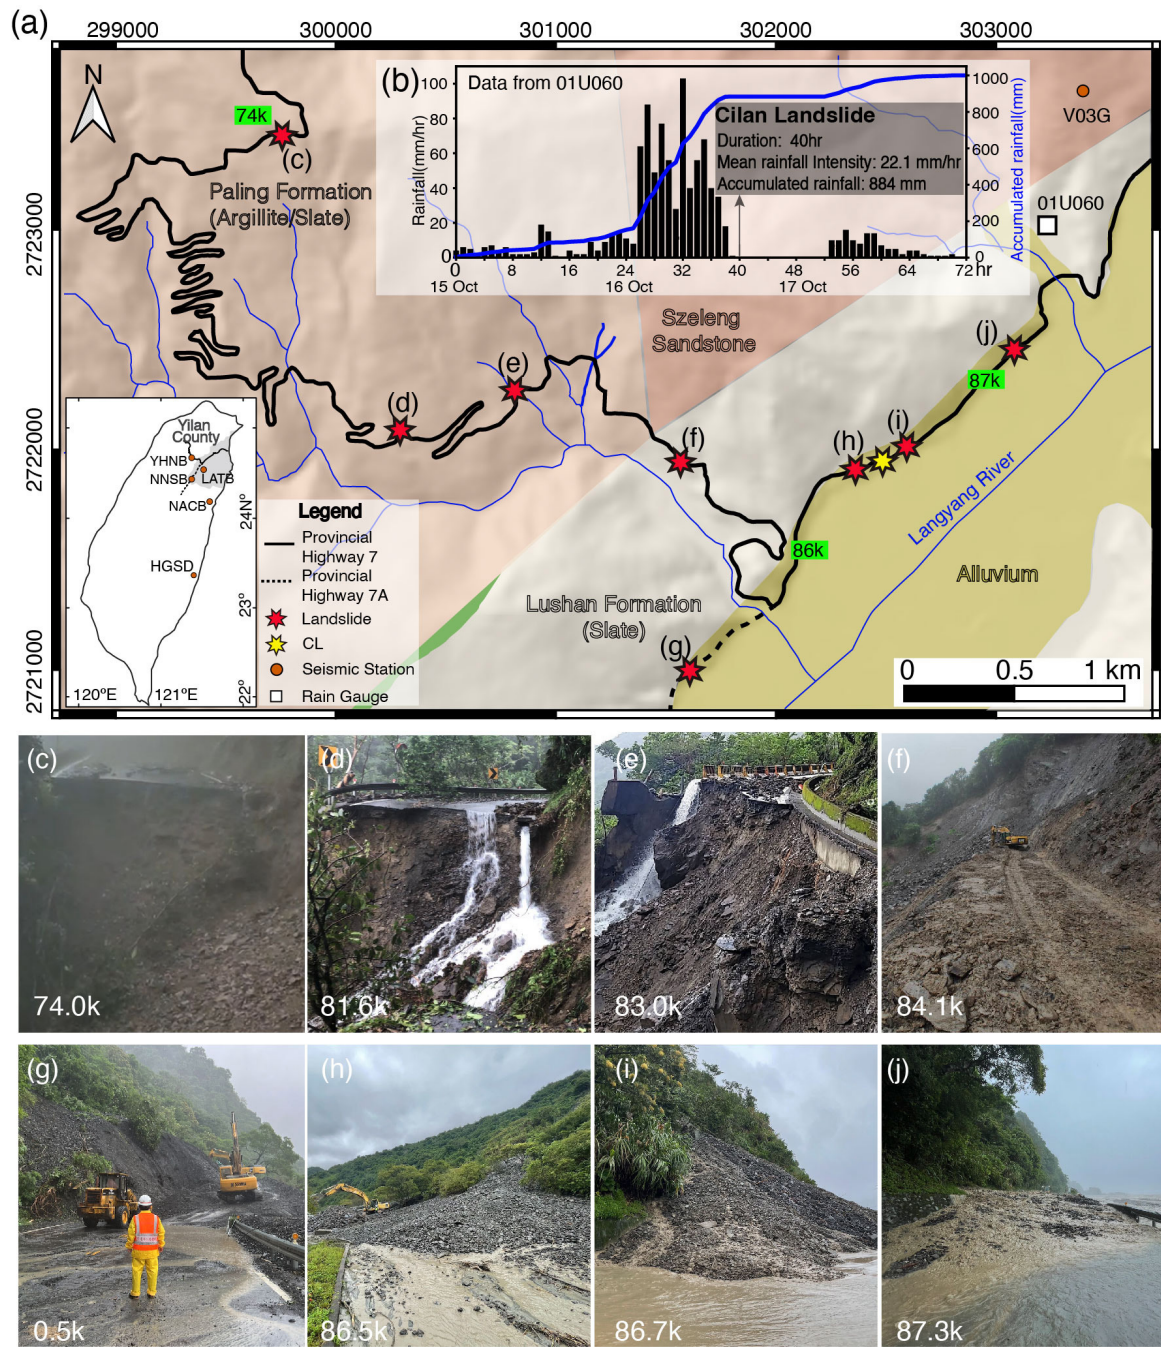 (a)
299000
300000
301000
302000
303000
2723000
2722000
2721000
N
74k
(c)
Paling Formation
(Argillite/Slate)
(b)
Data from 01U060
Rainfall(mm/hr)
100
80
60
40
20
0
Accumulated rainfall(mm)
1000
800
600
400
200
0
Cilan Landslide
Duration: 40hr
Mean rainfall Intensity: 22.1 mm/hr
Accumulated rainfall: 884 mm
0 8 16 24 32 40 48 56 64 72 hr
15 Oct 16 Oct 17 Oct
V03G
01U060
Szeleng
Sandstone
(j)
87k
(e)
(d)
(f)
(h)
(i)
86k
Langyang River
Alluvium
Lushan Formation
(Slate)
(g)
Yilan
County
YHNB
NNSB
LATB
NACB
HGSD
24Nº
23º
22º
120ºE
121ºE
Legend
Provincial
Highway 7
Provincial
Highway 7A
Landslide
CL
Seismic Station
Rain Gauge
0 0.5 1 km
(c)
74.0k
(d)
81.6k
(e)
83.0k
(f)
84.1k
(g)
0.5k
(h)
86.5k
(i)
86.7k
(j)
87.3k